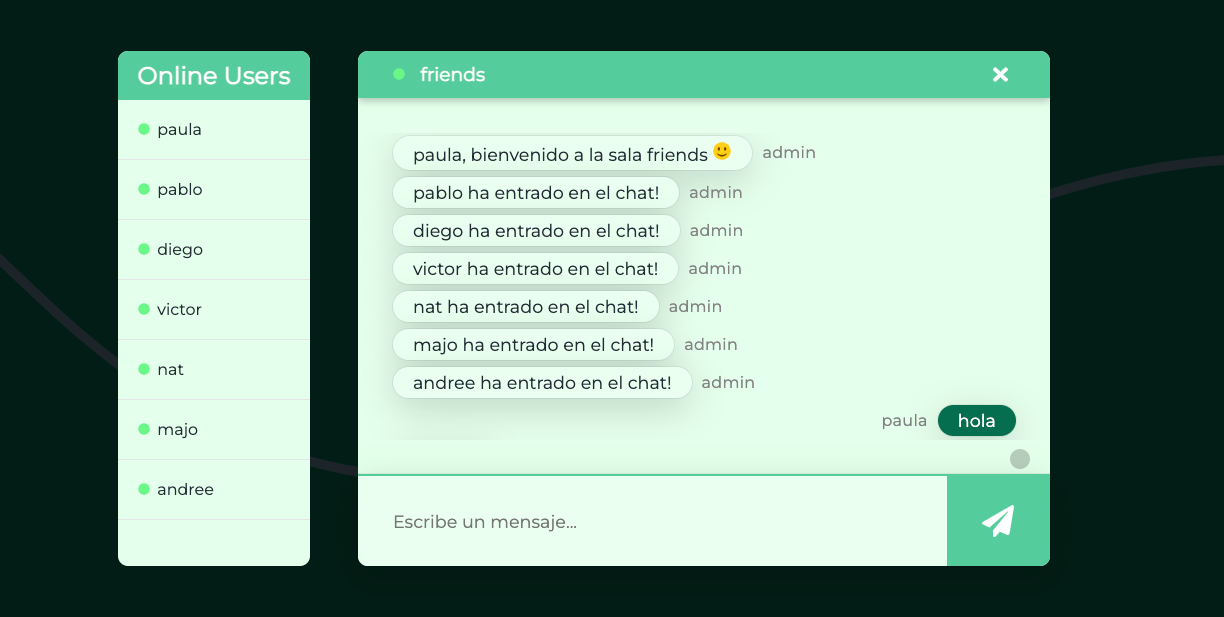 Online Users
paula
pablo
diego
victor
nat
majo
andree
friends
paula, bienvenido a la sala friends 🙂 admin
pablo ha entrado en el chat! admin
diego ha entrado en el chat! admin
victor ha entrado en el chat! admin
nat ha entrado en el chat! admin
majo ha entrado en el chat! admin
andree ha entrado en el chat! admin
paula hola
Escribe un mensaje...